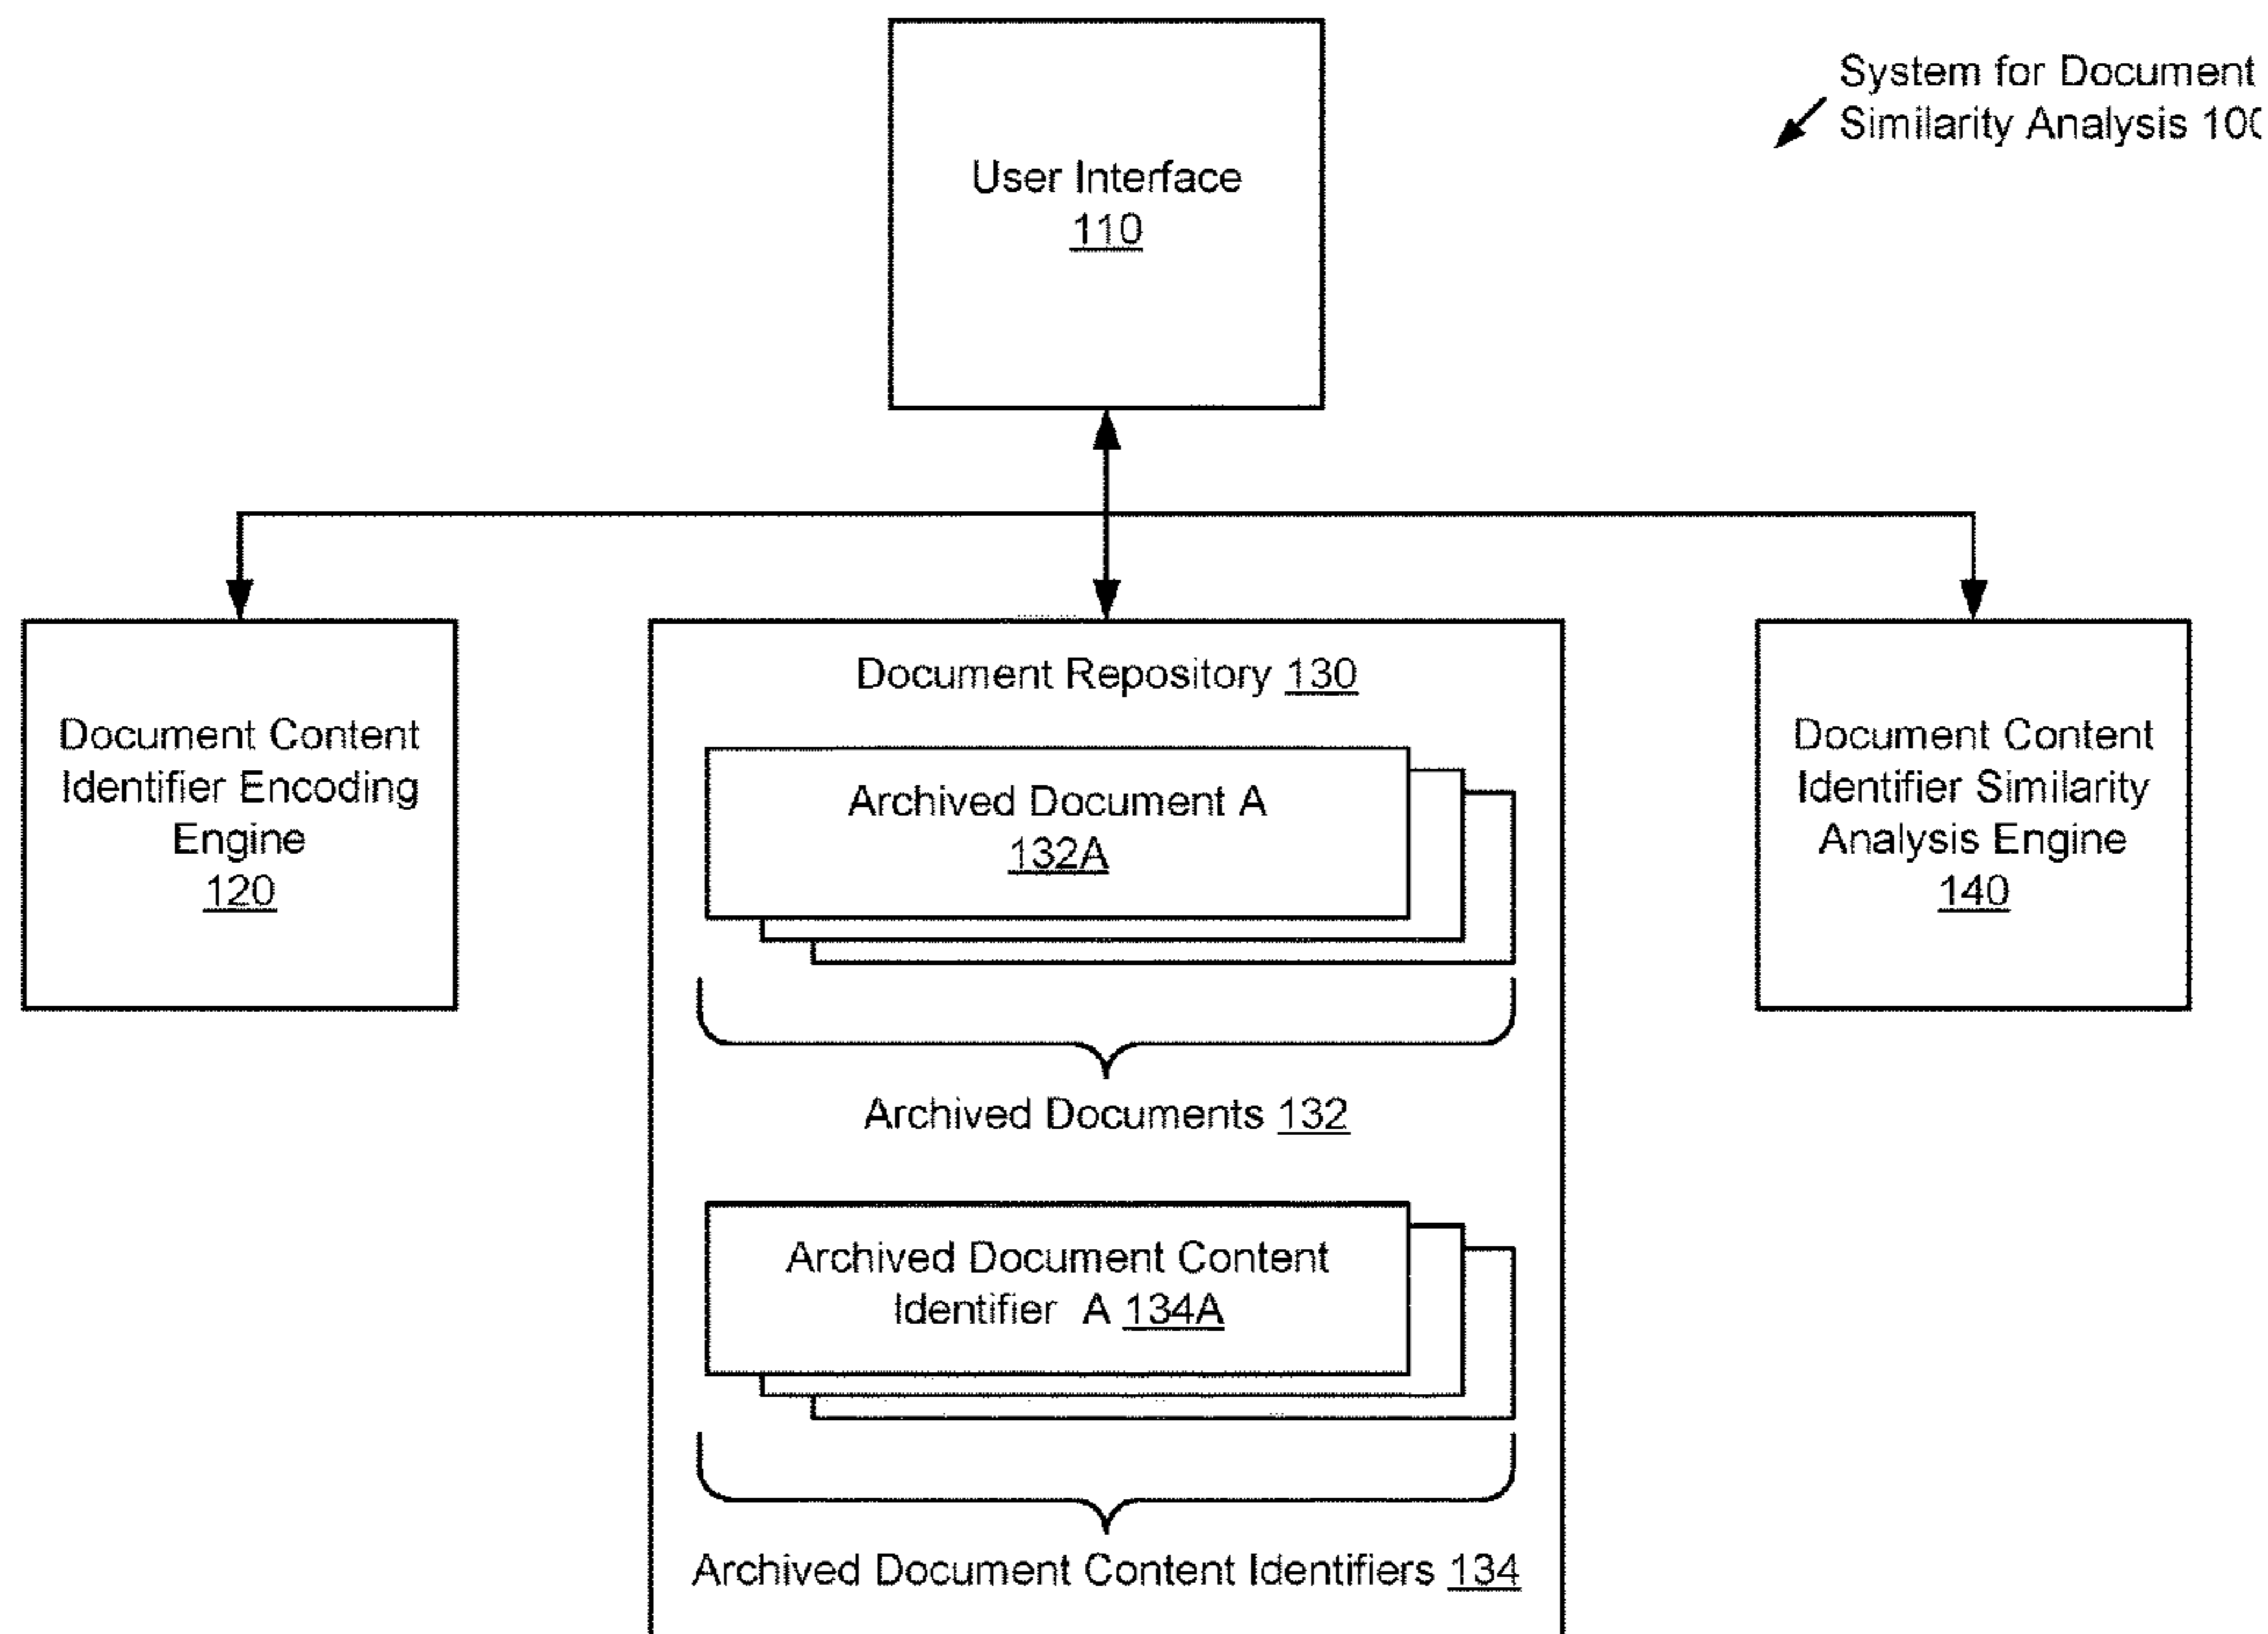 System for Document
Similarity Analysis 100
User Interface
110
Document Content
Identifier Encoding
Engine
120
Document Repository 130
Archived Document A
132A
Archived Documents 132
Archived Document Content
Identifier A 134A
Archived Document Content Identifiers 134
Document Content
Identifier Similarity
Analysis Engine
140